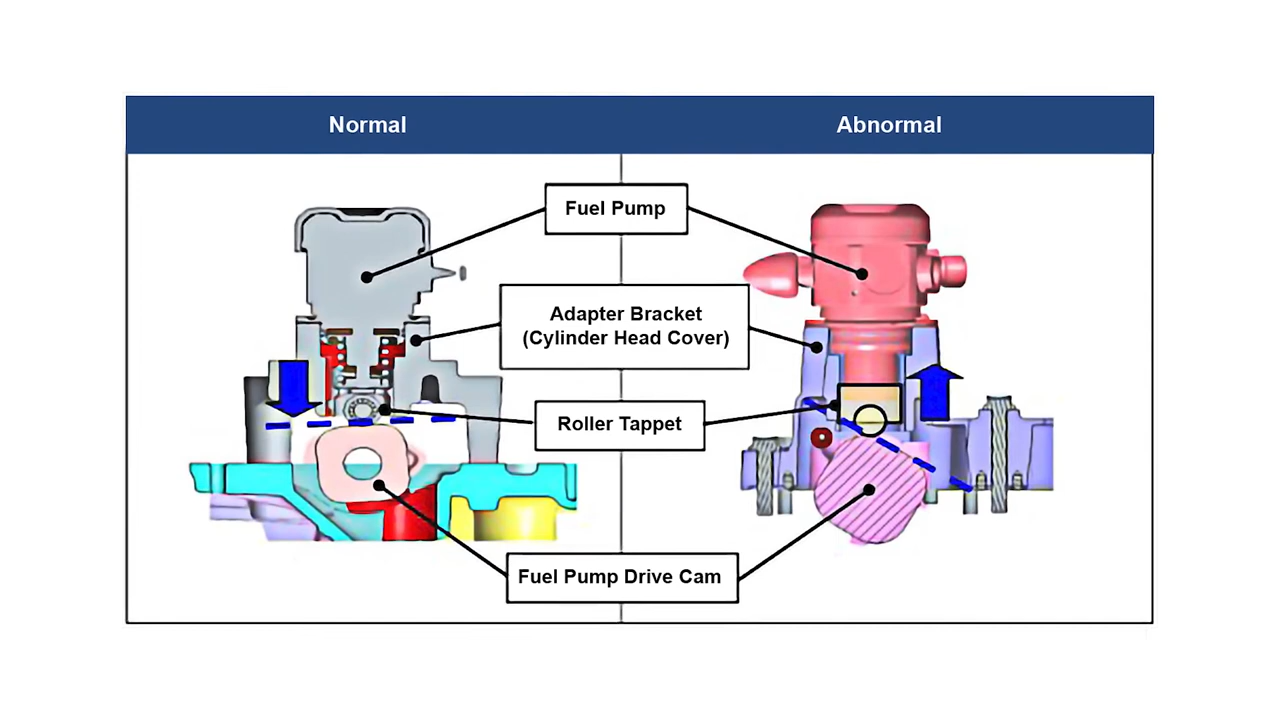 Normal
Abnormal
Fuel Pump
Adapter Bracket
(Cylinder Head Cover)
Roller Tappet
Fuel Pump Drive Cam